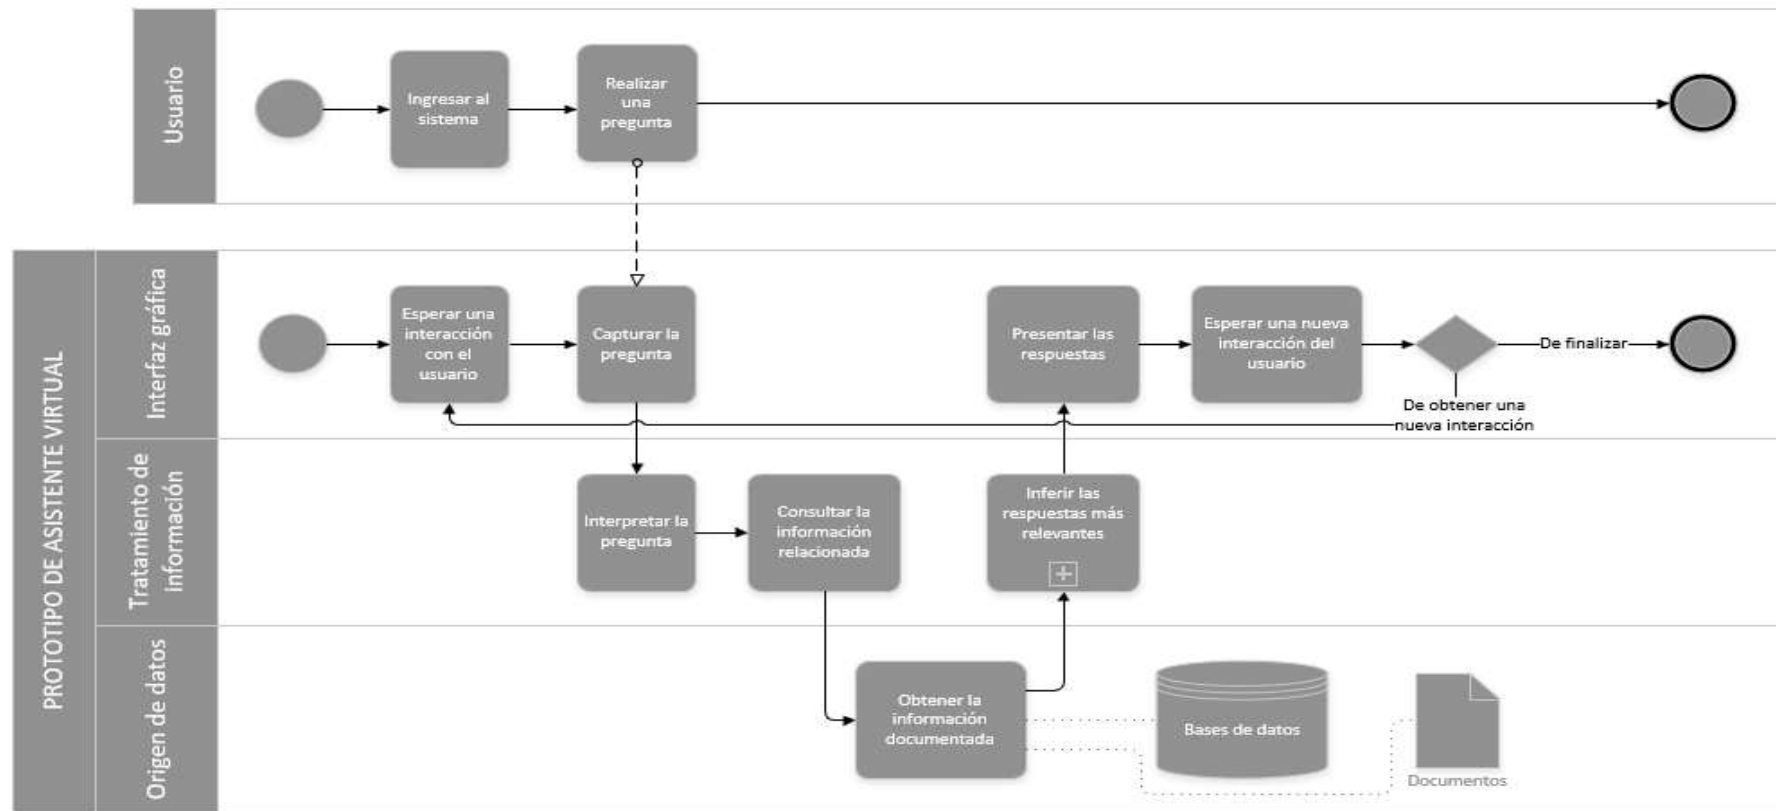 Usuario
Ingresar al
sistema
Realizar
una
pregunta
PROTOTIPO DE ASISTENTE VIRTUAL
Interfaz gráfica
Esperar una
interacción
con el
usuario
Capturar la
pregunta
Presentar las
respuestas
Esperar una nueva
interacción del
usuario
De finalizar
De obtener una
nueva interacción
Tratamiento de
información
Interpretar la
pregunta
Consultar la
información
relacionada
Inferir las
respuestas más
relevantes
Origen de datos
Obtener la
información
documentada
Bases de datos
Documentos